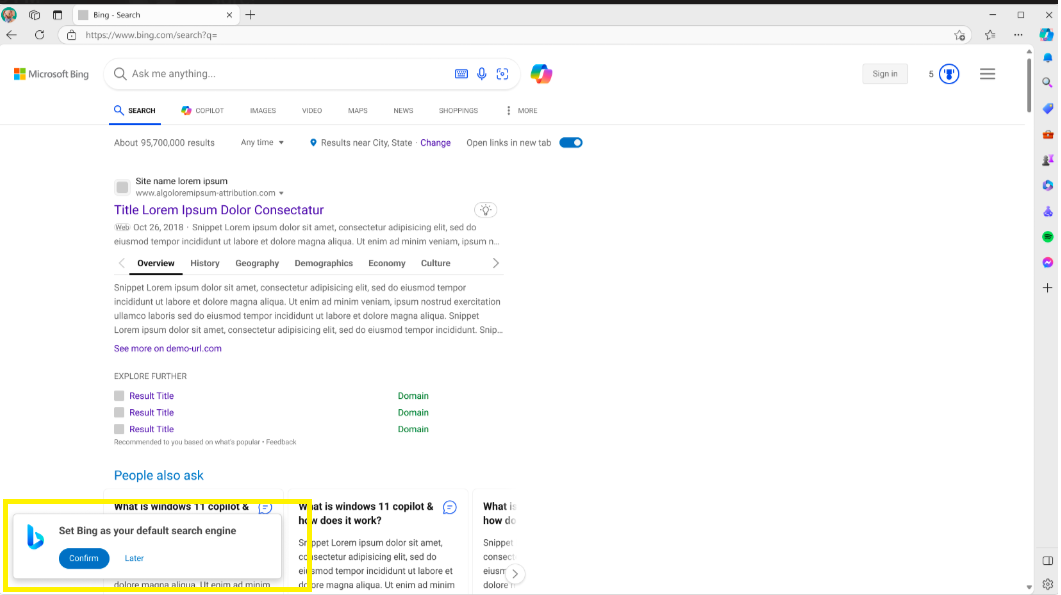 Bing - Search
https://www.bing.com/search?q=
Microsoft Bing
Ask me anything...
Sign in
5
SEARCH
COPILOT
IMAGES
VIDEO
MAPS
NEWS
SHOPPINGS
MORE
About 95,700,000 results
Any time
Results near City, State · Change
Open links in new tab
Site name lorem ipsum
www.algoloremipsum-attribution.com
Title Lorem Ipsum Dolor Consectatur
Web Oct 26, 2018 · Snippet Lorem ipsum dolor sit amet, consectetur adipisicing elit, sed do
eiusmod tempor incididunt ut labore et dolore magna aliqua. Ut enim ad minim veniam, ipsum n...
Overview
History
Geography
Demographics
Economy
Culture
Snippet Lorem ipsum dolor sit amet, consectetur adipisicing elit, sed do eiusmod tempor
incididunt ut labore et dolore magna aliqua. Ut enim ad minim veniam, ipsum nostrud exercitation
ullamco laboris sed do eiusmod tempor incididunt ut labore et dolore magna aliqua. Snippet
Lorem ipsum dolor sit amet, consectetur adipisicing elit, sed do eiusmod tempor incididunt. Snip...
See more on demo-url.com
EXPLORE FURTHER
Result Title Domain
Result Title Domain
Result Title Domain
Recommended to you based on what's popular • Feedback
People also ask
What is windows 11 copilot &
dolore magna aliqua. Ut enim ad minim
What is windows 11 copilot &
how does it work?
Snippet Lorem ipsum dolor sit amet,
consectetur adipisicing elit, sed do
eiusmod tempor incididunt ut labore et
dolore magna aliqua. Ut enim ad minim
What is
how do
Snippet
consect
eiusm
dolore
Set Bing as your default search engine
Confirm
Later